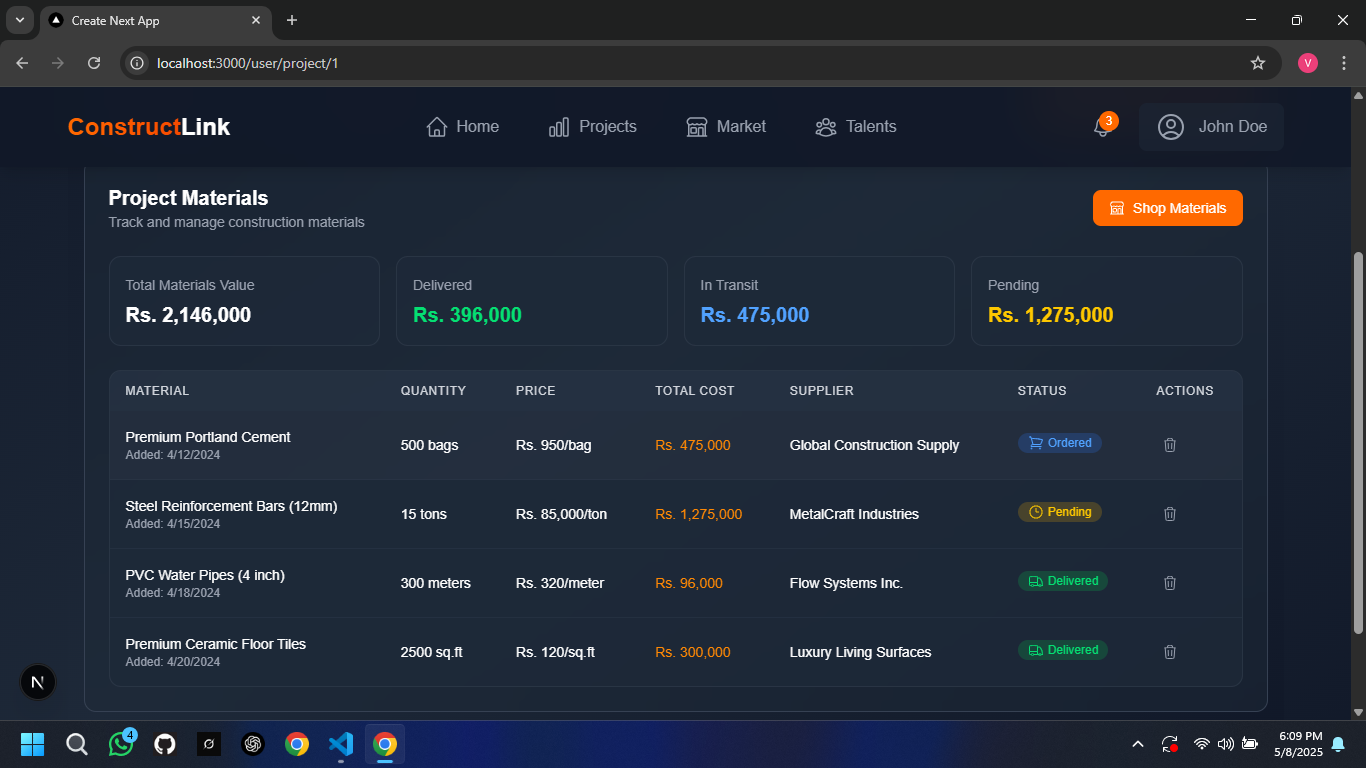 Create Next App
localhost:3000/user/project/1
V
ConstructLink
Home
Projects
Market
Talents
3
John Doe
Project Materials
Track and manage construction materials
Shop Materials
Total Materials Value
Rs. 2,146,000
Delivered
Rs. 396,000
In Transit
Rs. 475,000
Pending
Rs. 1,275,000
MATERIAL QUANTITY PRICE TOTAL COST SUPPLIER STATUS ACTIONS
Premium Portland Cement
Added: 4/12/2024
500 bags Rs. 950/bag Rs. 475,000 Global Construction Supply Ordered
Steel Reinforcement Bars (12mm)
Added: 4/15/2024
15 tons Rs. 85,000/ton Rs. 1,275,000 MetalCraft Industries Pending
PVC Water Pipes (4 inch)
Added: 4/18/2024
300 meters Rs. 320/meter Rs. 96,000 Flow Systems Inc. Delivered
Premium Ceramic Floor Tiles
Added: 4/20/2024
2500 sq.ft Rs. 120/sq.ft Rs. 300,000 Luxury Living Surfaces Delivered
N
4
6:09 PM
5/8/2025